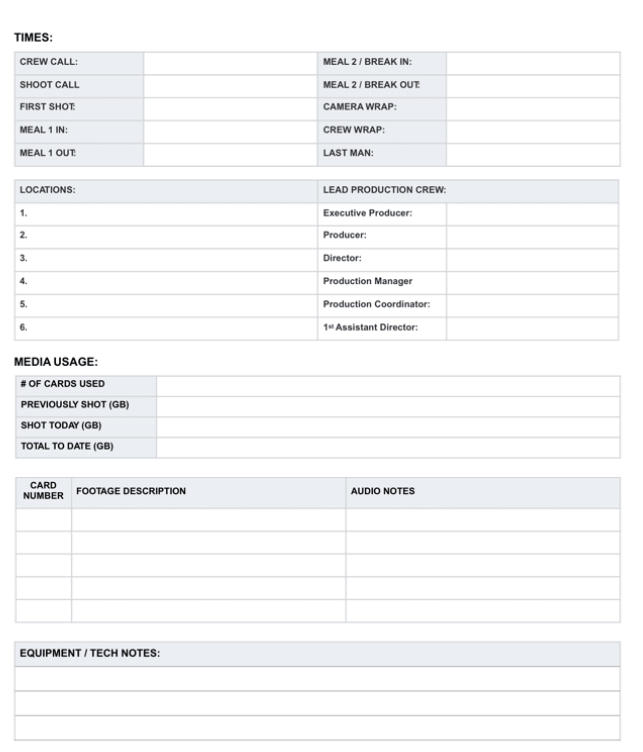 TIMES:
CREW CALL: MEAL 2 / BREAK IN:
SHOOT CALL MEAL 2 / BREAK OUT:
FIRST SHOT: CAMERA WRAP:
MEAL 1 IN: CREW WRAP:
MEAL 1 OUT: LAST MAN:
LOCATIONS: LEAD PRODUCTION CREW:
1. Executive Producer:
2. Producer:
3. Director:
4. Production Manager
5. Production Coordinator:
6. 1st Assistant Director:
MEDIA USAGE:
# OF CARDS USED
PREVIOUSLY SHOT (GB)
SHOT TODAY (GB)
TOTAL TO DATE (GB)
CARD NUMBER FOOTAGE DESCRIPTION AUDIO NOTES
EQUIPMENT / TECH NOTES: